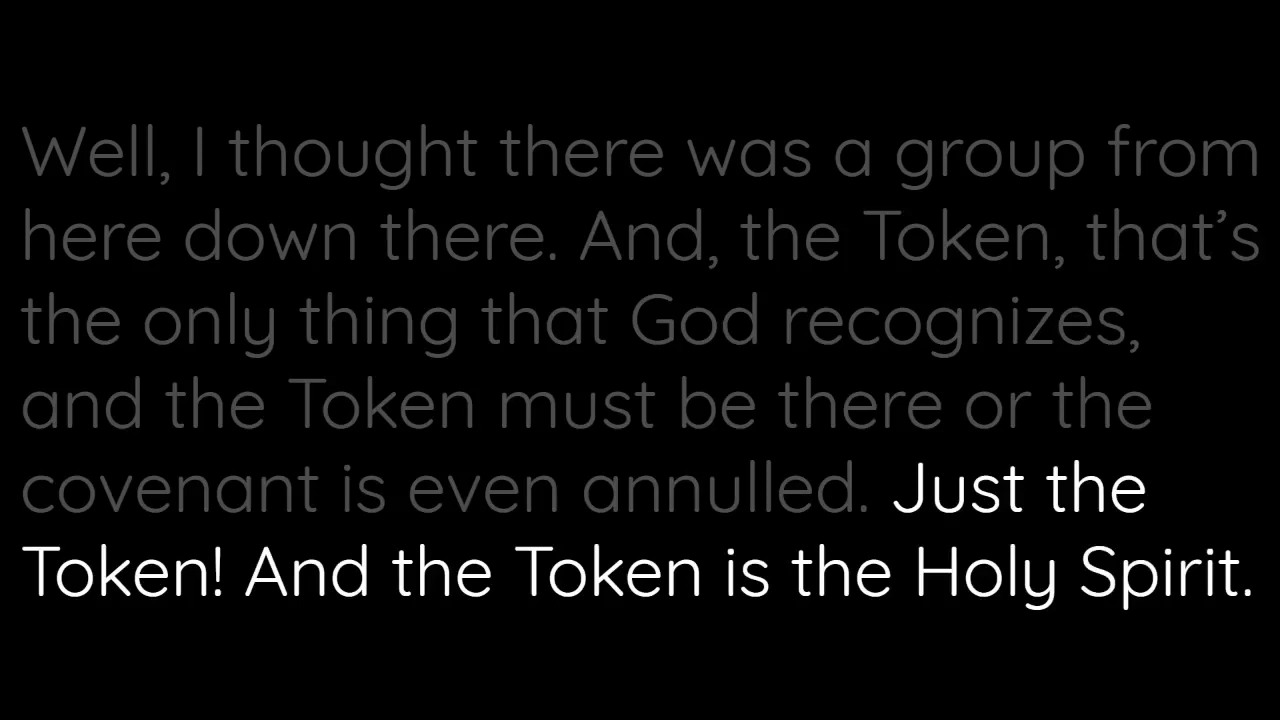 Well, I thought there was a group from
here down there. And, the Token, that’s
the only thing that God recognizes,
and the Token must be there or the
covenant is even annulled. Just the
Token! And the Token is the Holy Spirit.